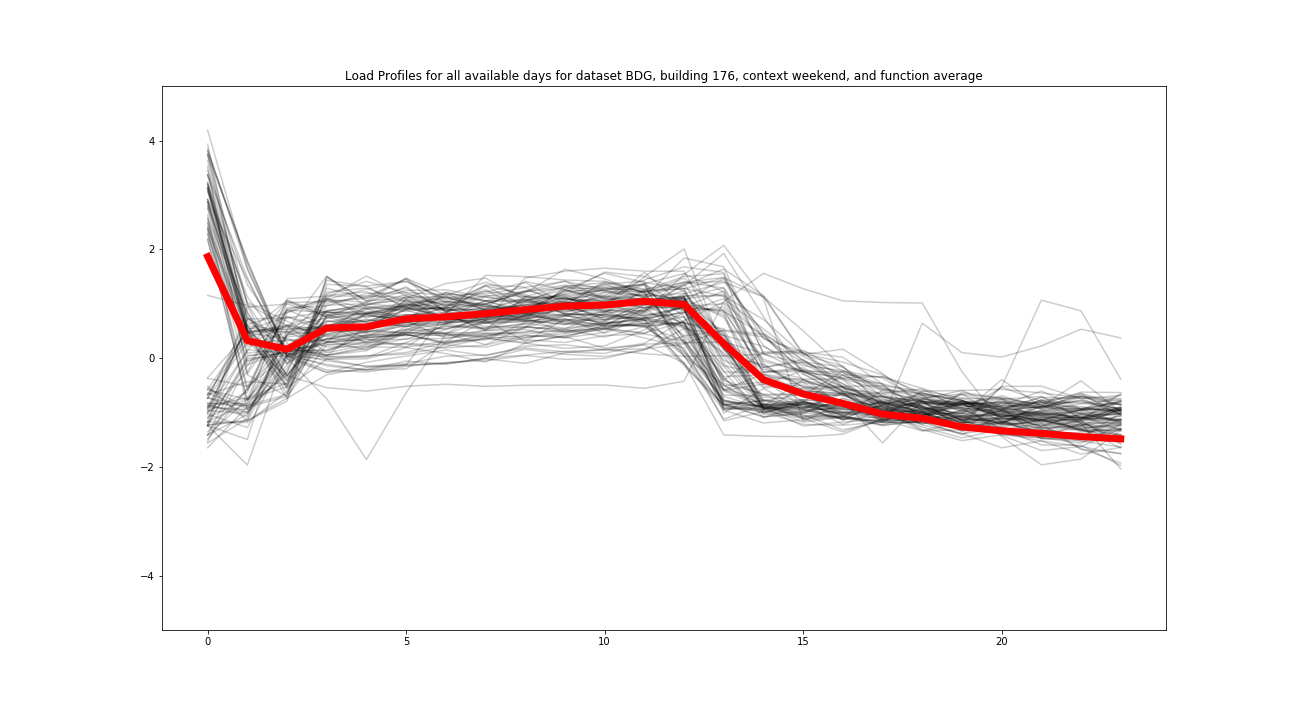 Load Profiles for all available days for dataset BDG, building 176, context weekend, and function average
4
2
0
−2
−4
0 5 10 15 20